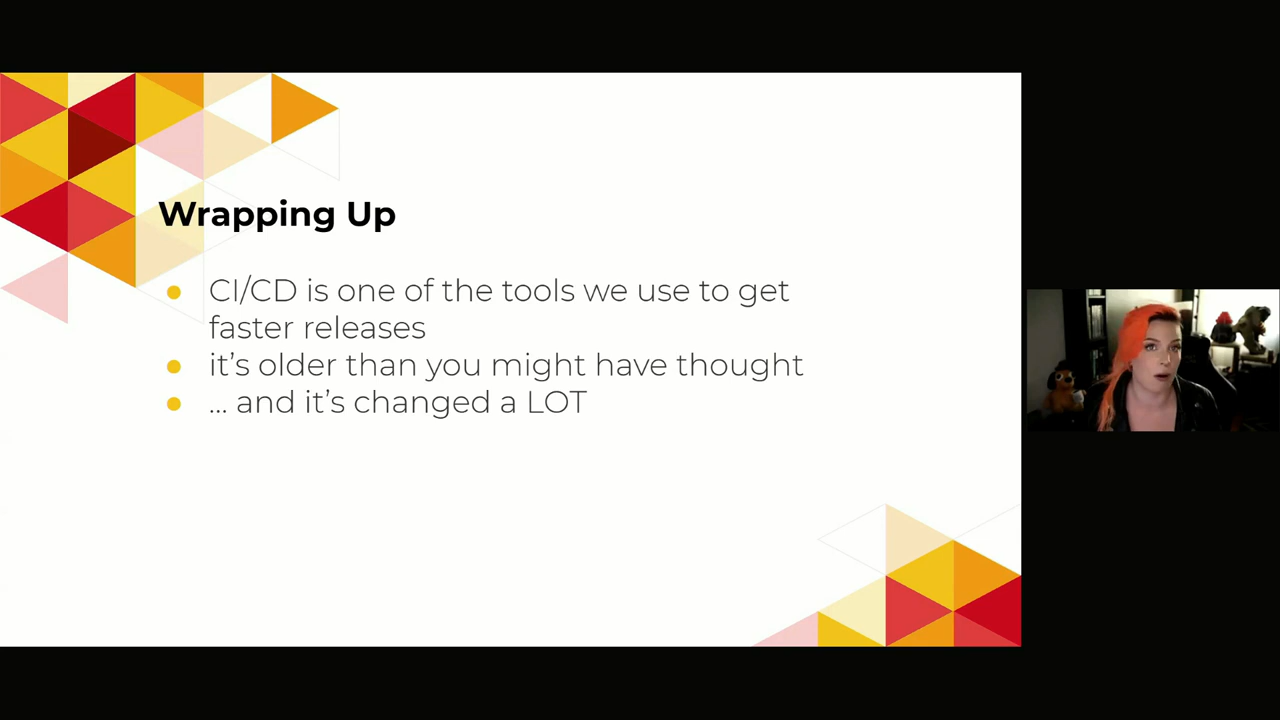 Wrapping Up
● CI/CD is one of the tools we use to get
faster releases
● it’s older than you might have thought
● ... and it’s changed a LOT